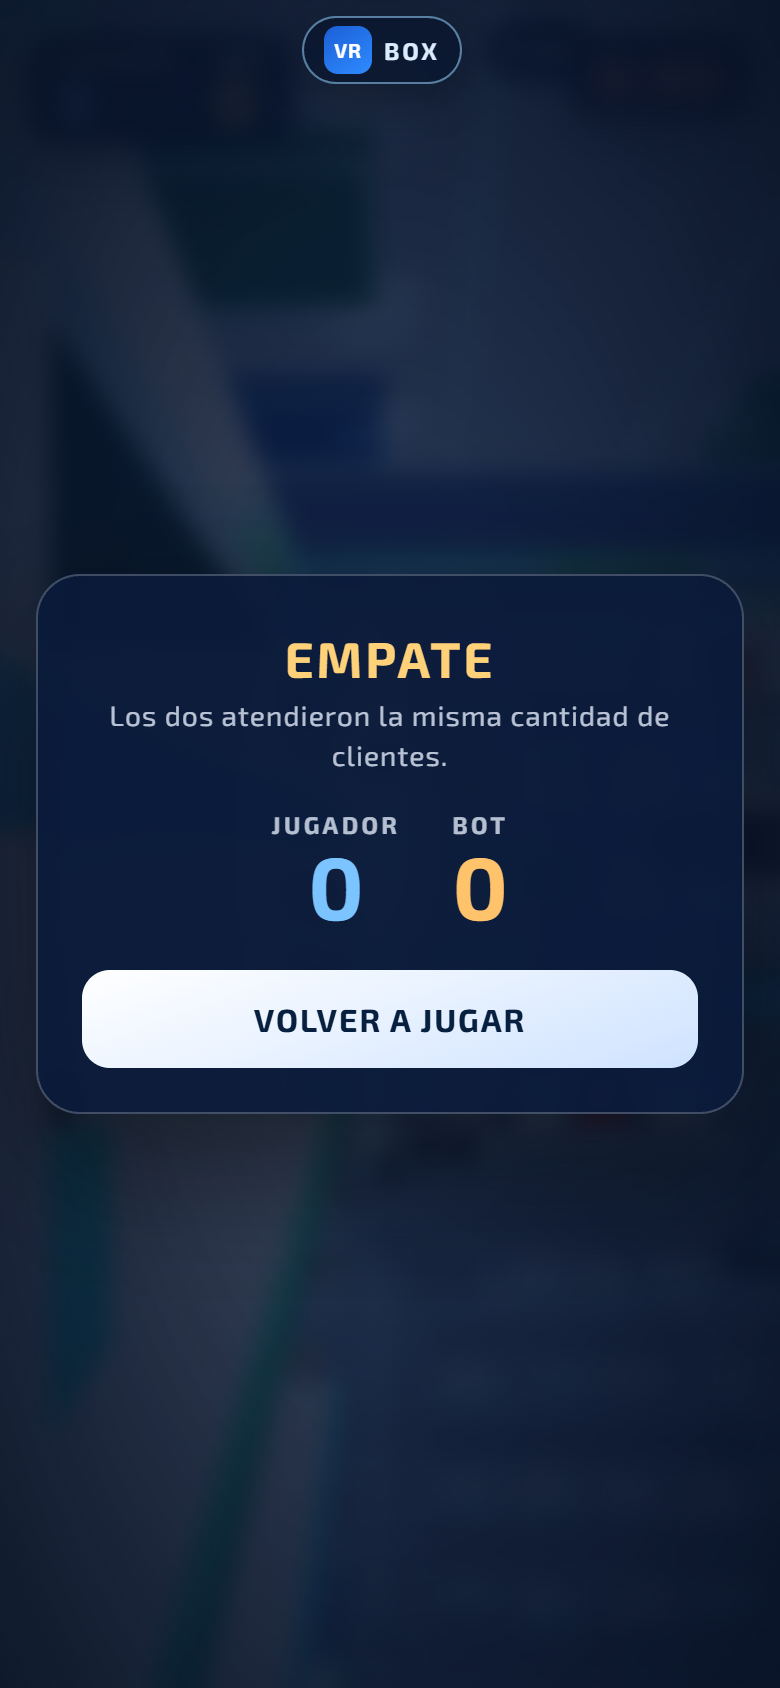 VR BOX
EMPATE
Los dos atendieron la misma cantidad de
clientes.
JUGADOR BOT
0 0
VOLVER A JUGAR